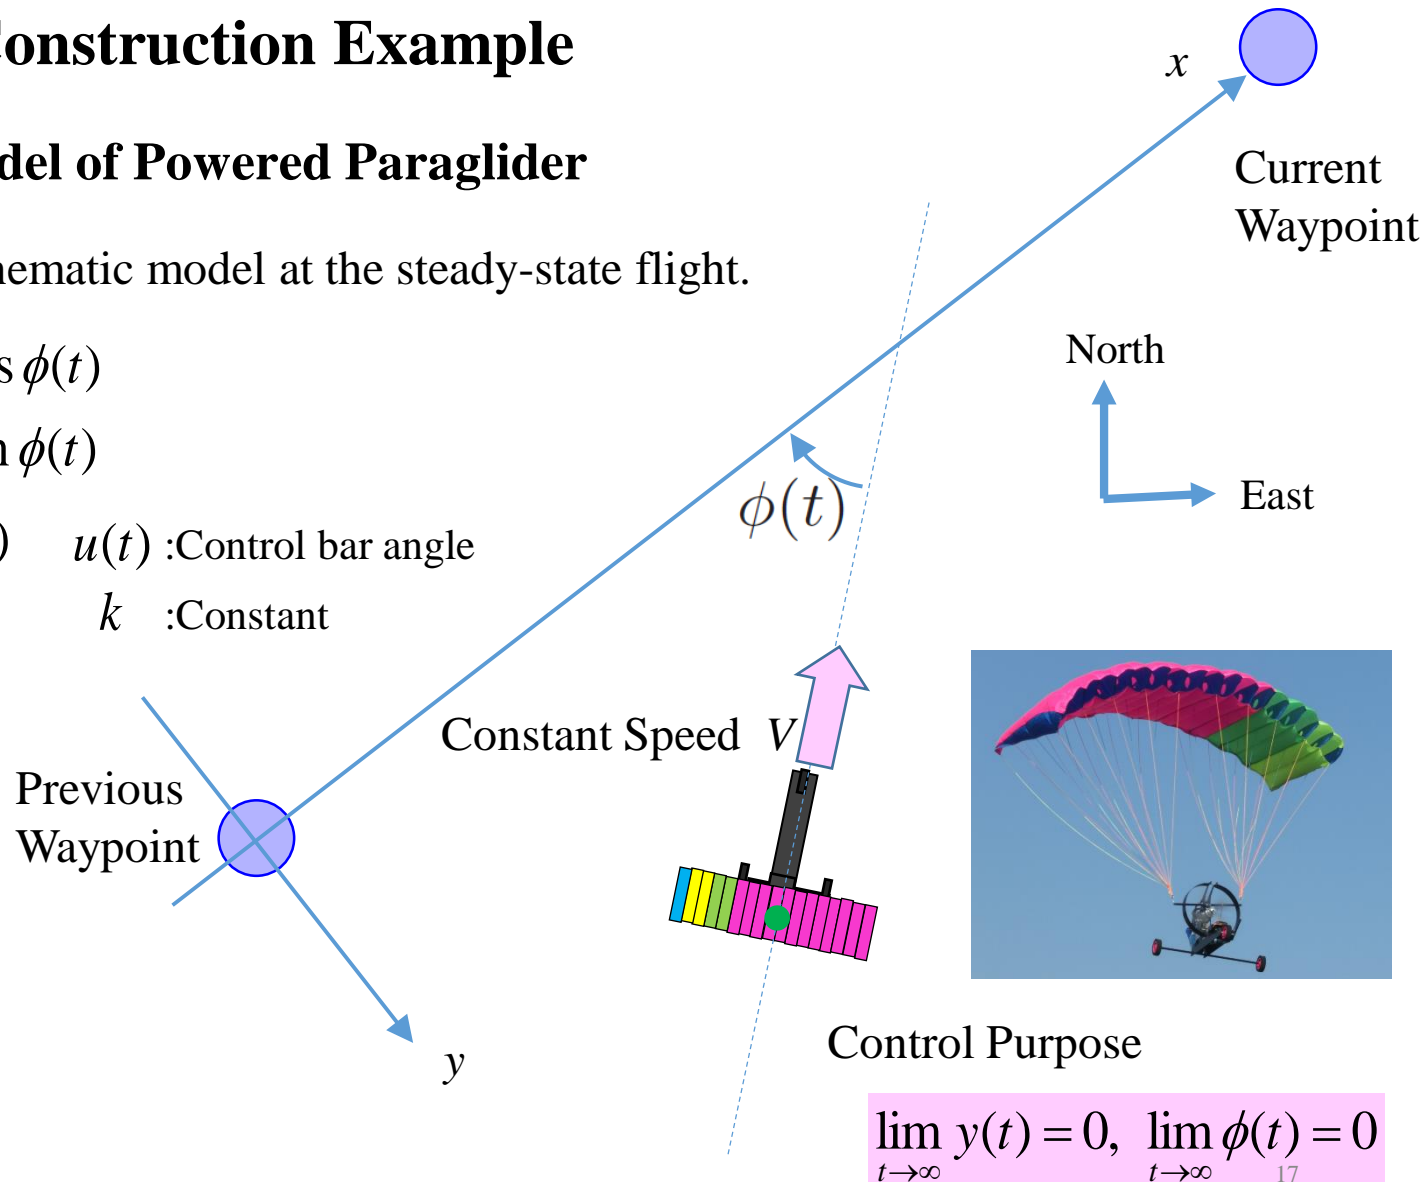 onstruction Example
del of Powered Paraglider
nematic model at the steady-state flight.
s ϕ(t)
n ϕ(t)
) u(t) :Control bar angle
k :Constant
x
Current
Waypoint
North
East
ϕ(t)
Constant Speed V
Previous
Waypoint
y
Control Purpose
lim y(t) = 0, lim ϕ(t) = 0
t→∞ t→∞ 17